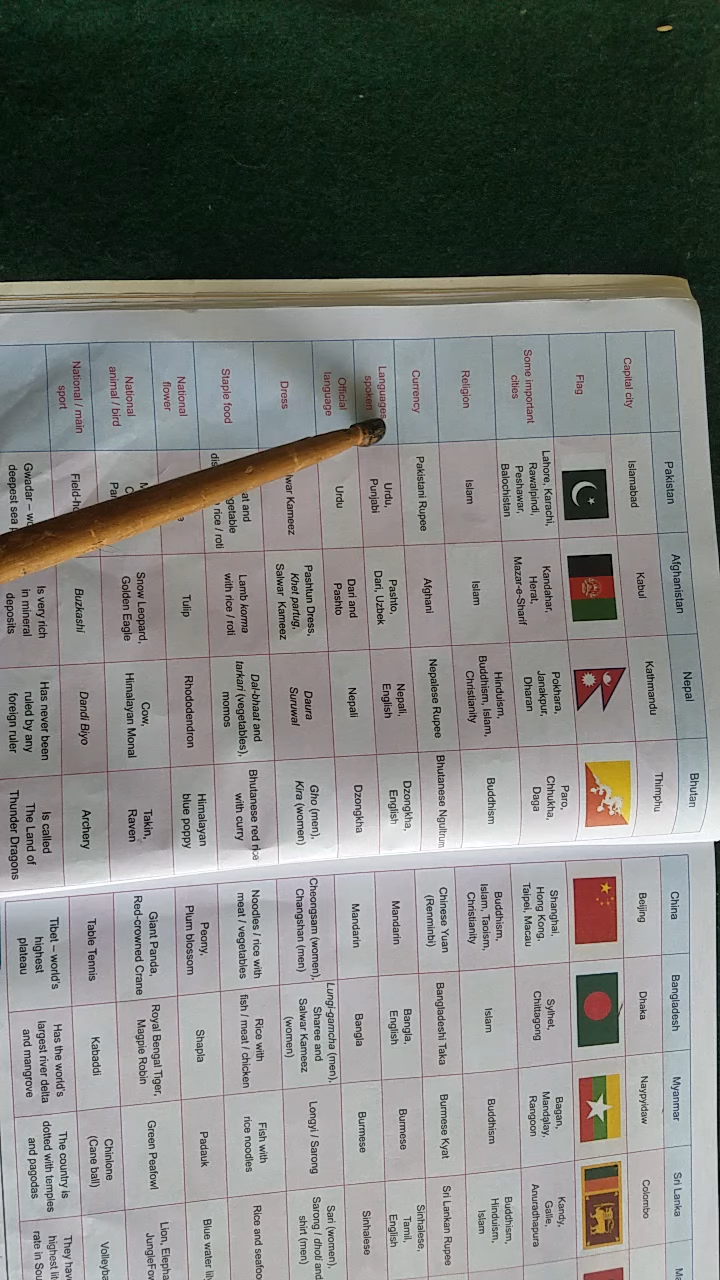 Pakistan
Afghanistan
Nepal
Bhutan
China
Bangladesh
Myanmar
Sri Lanka
Capital city
Islamabad
Kabul
Kathmandu
Thimphu
Beijing
Dhaka
Naypyidaw
Colombo
Flag
Some important
cities
Lahore, Karachi,
Rawalpindi,
Peshawar,
Balochistan
Kandahar,
Herat,
Mazar-e-Sharif
Pokhara,
Janakpur,
Dharan
Paro,
Chhukha,
Daga
Shanghai,
Hong Kong,
Taipei, Macau
Sylhet,
Chittagong
Bagan,
Mandalay,
Rangoon
Kandy,
Galle,
Anuradhapura
Religion
Islam
Islam
Hinduism,
Buddhism, Islam,
Christianity
Buddhism
Buddhism,
Islam, Taoism,
Christianity
Islam
Buddhism
Buddhism,
Hinduism,
Islam
Currency
Pakistani Rupee
Afghani
Nepalese Rupee
Bhutanese Ngultrum
Chinese Yuan
(Renminbi)
Bangladeshi Taka
Burmese Kyat
Sri Lankan Rupee
Languages
spoken
Urdu,
Punjabi
Pashto,
Dari, Uzbek
Nepali,
English
Dzongkha,
English
Mandarin
Bangla,
English
Burmese
Sinhalese,
Tamil,
English
Official
language
Urdu
Dari and
Pashto
Nepali
Dzongkha
Mandarin
Bangla
Burmese
Sinhalese
Dress
Kameez
Pashtun Dress,
Khet partug,
Salwar Kameez
Daura
Suruwal
Gho (men),
Kira (women)
Cheongsam (women),
Changshan (men)
Lungi-gamcha (men),
Sharee and
Salwar Kameez
(women)
Longyi / Sarong
Sari (women),
Sarong / dhoti and
shirt (men)
Staple food
and
rice / roti
Lamb korma
with rice / roti
Dal-bhaat and
tarkari (vegetables),
momos
Bhutanese red rice
with curry
Noodles / rice with
meat / vegetables
Rice with
fish / meat / chicken
Fish with
rice noodles
Rice and
National
flower
Tulip
Rhododendron
Himalayan
blue poppy
Peony,
Plum blossom
Shapla
Padauk
Blue water
National
animal / bird
Snow Leopard,
Golden Eagle
Cow,
Himalayan Monal
Takin,
Raven
Giant Panda,
Red-crowned Crane
Royal Bengal Tiger,
Magpie Robin
Green Peafowl
Lion,
National / main
sport
Buzkashi
Dandi Biyo
Archery
Table Tennis
Kabaddi
Chinlone
(Cane ball)
Gwadar –
deepest sea
Is very rich
in mineral
deposits
Has never been
ruled by any
foreign ruler
Is called
The Land of
Thunder Dragons
Tibet – world's
highest
plateau
Has the world's
largest river delta
and mangrove
The country is
dotted with temples
and pagodas
They
highest
rate in